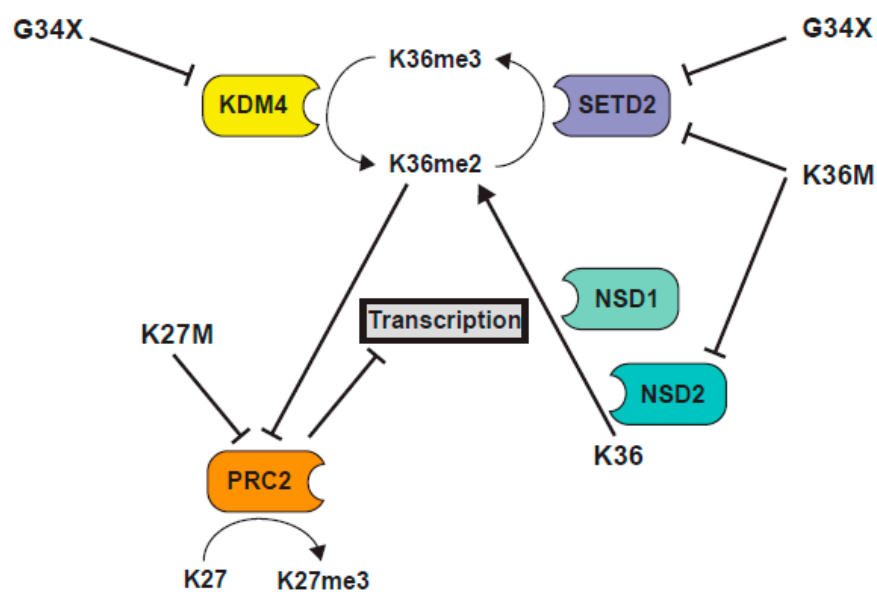 G34X
G34X
K36me3
KDM4
SETD2
K36me2
K36M
NSD1
Transcription
K27M
NSD2
K36
PRC2
K27
K27me3